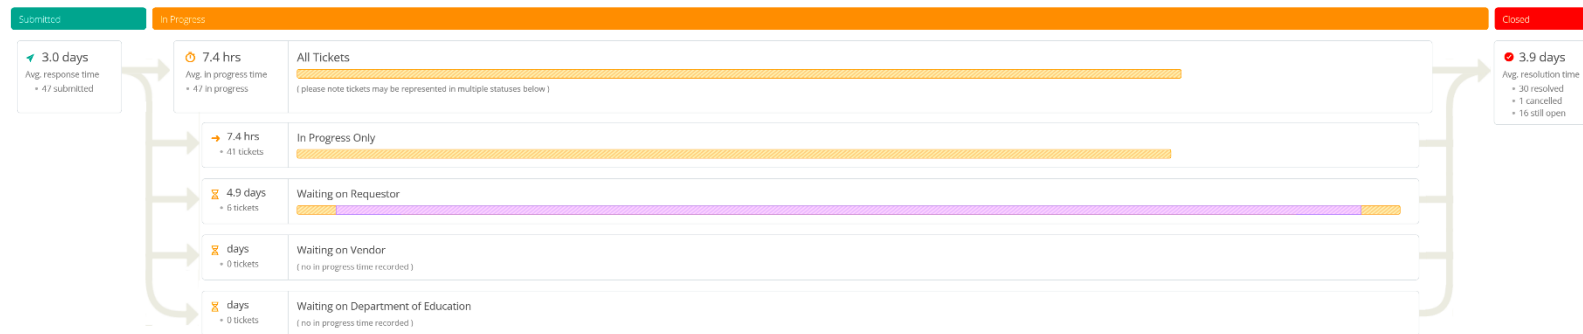 Submitted
In Progress
Closed
3.0 days
Avg. response time
• 47 submitted
7.4 hrs
Avg. in progress time
• 47 in progress
All Tickets
( please note tickets may be represented in multiple statuses below )
7.4 hrs
• 41 tickets
In Progress Only
4.9 days
• 6 tickets
Waiting on Requestor
days
• 0 tickets
Waiting on Vendor
( no in progress time recorded )
days
• 0 tickets
Waiting on Department of Education
( no in progress time recorded )
3.9 days
Avg. resolution time
• 30 resolved
• 1 cancelled
• 16 still open